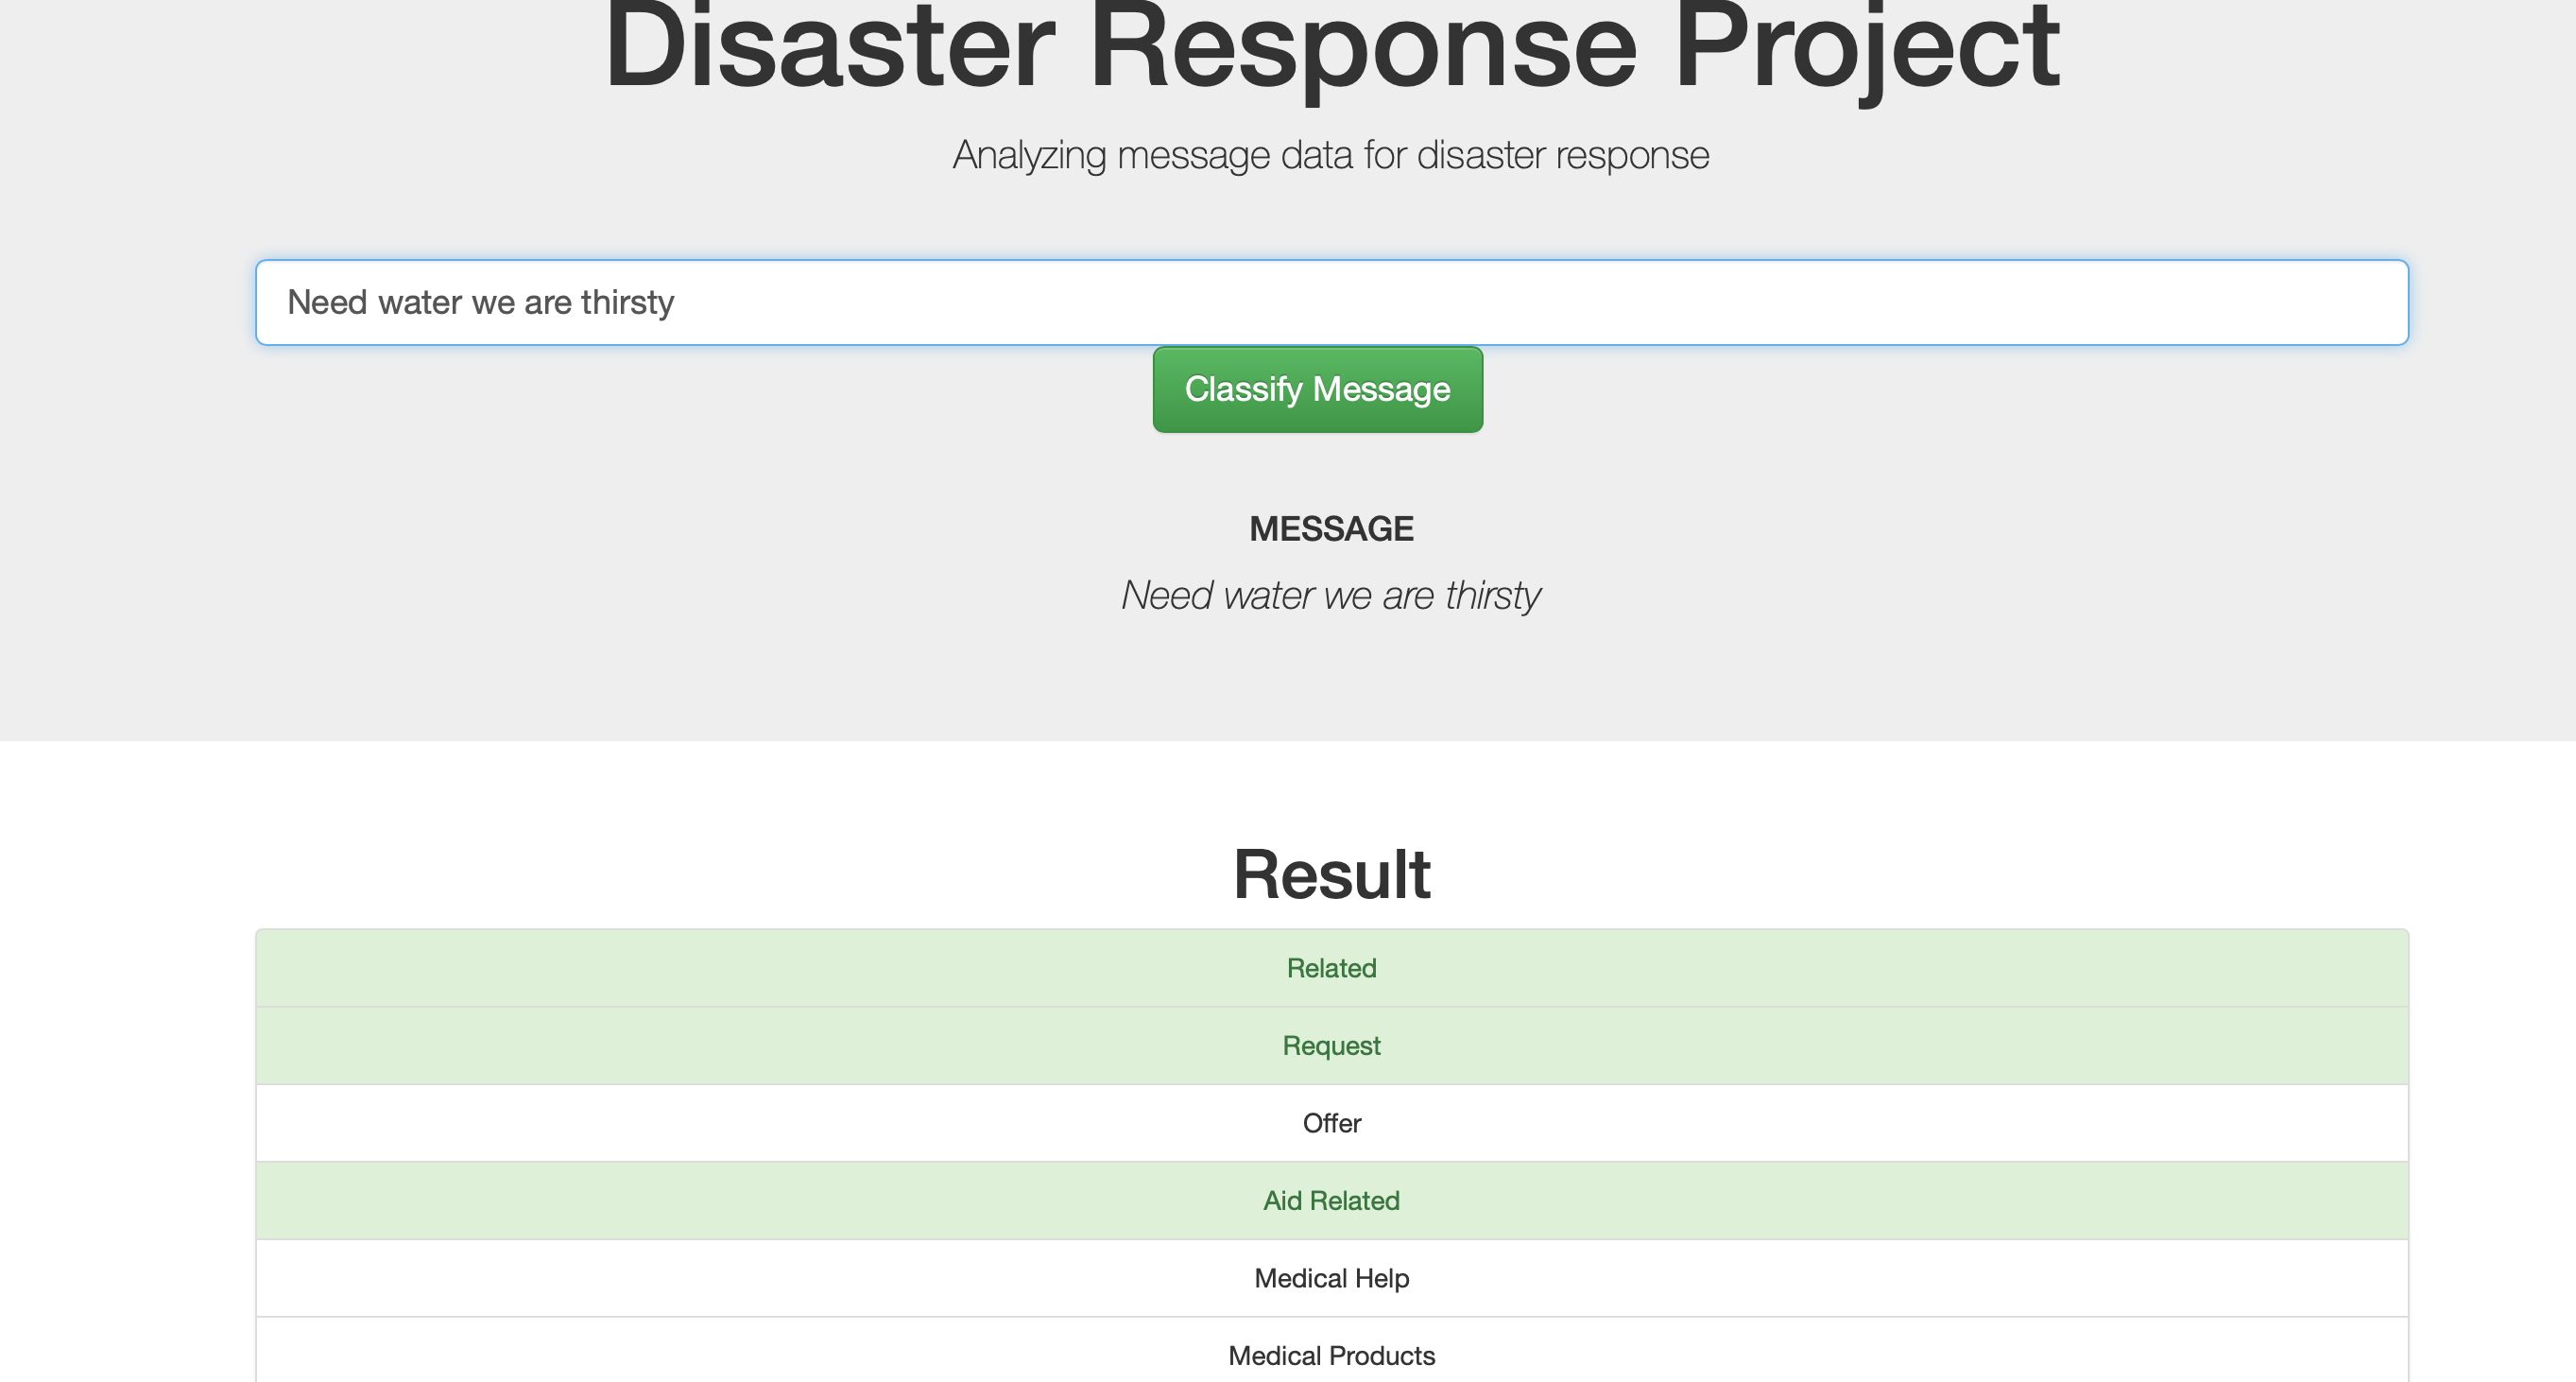 Disaster Response Project
Analyzing message data for disaster response
Need water we are thirsty
Classify Message
MESSAGE
Need water we are thirsty
Result
Related
Request
Offer
Aid Related
Medical Help
Medical Products